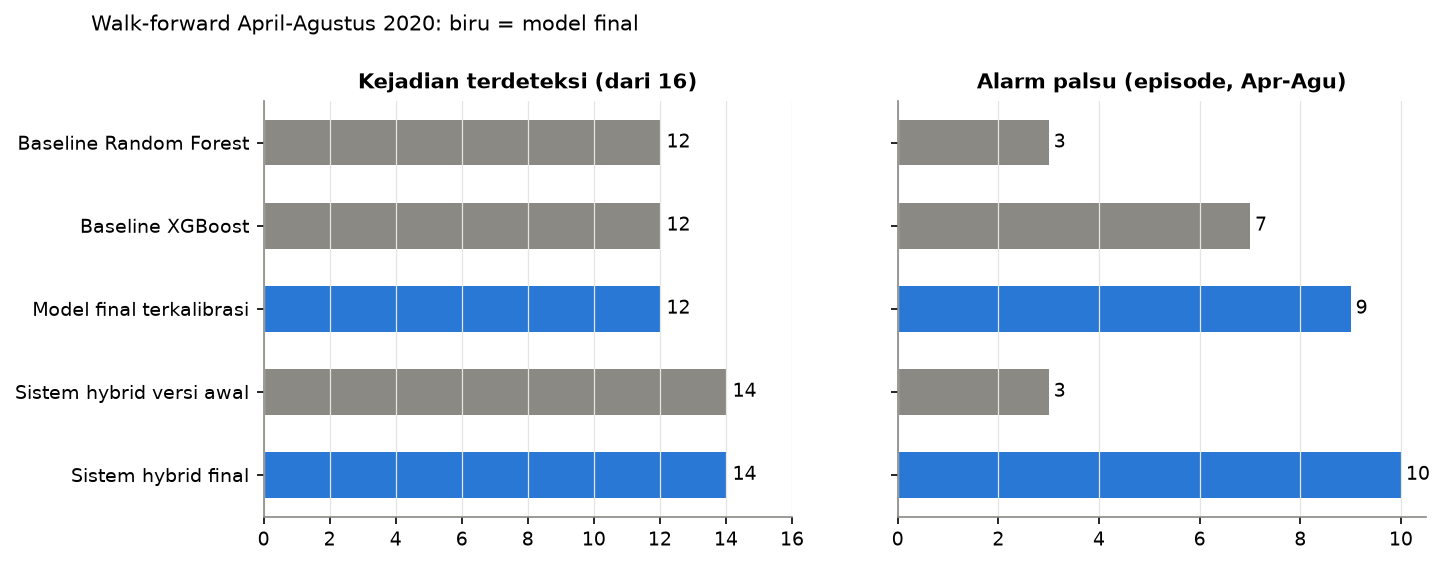 Walk-forward April-Agustus 2020: biru = model final
Kejadian terdeteksi (dari 16)
Baseline Random Forest
12
Baseline XGBoost
12
Model final terkalibrasi
12
Sistem hybrid versi awal
14
Sistem hybrid final
14
0 2 4 6 8 10 12 14 16
Alarm palsu (episode, Apr-Agu)
3
7
9
3
10
0 2 4 6 8 10